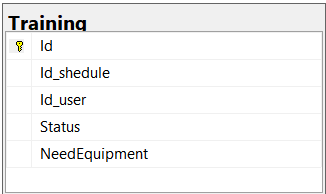 Training
Id
Id_shedule
Id_user
Status
NeedEquipment